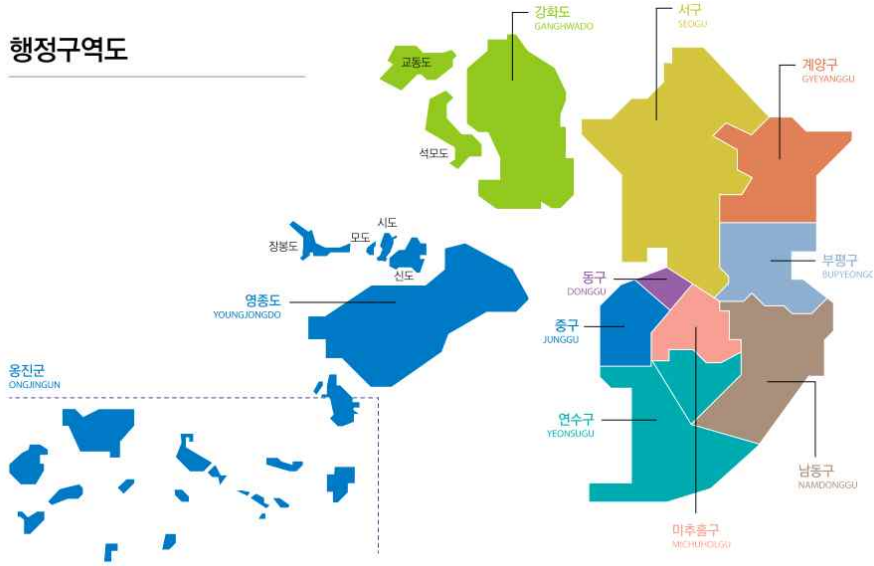 행정구역도
강화도
GANGHWADO
서구
SEOGU
계양구
GYEYANGGU
교동도
석모도
시도
모도
장봉도
신도
영종도
YOUNGJONGDO
동구
DONGGU
부평구
BUPYEONGG
중구
JUNGGU
옹진군
ONGJINGUN
연수구
YEONSUGU
남동구
NAMDONGGU
미추홀구
MICHUHOLGU